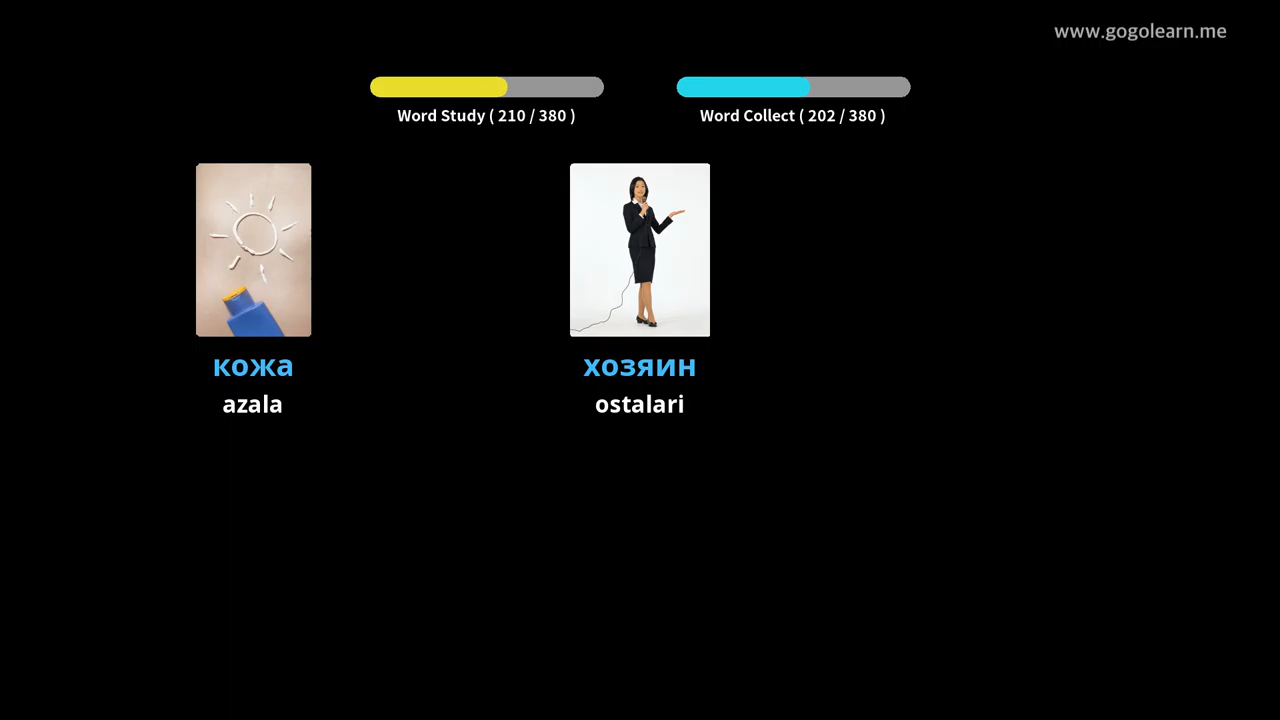 www.gogolearn.me
Word Study ( 210 / 380 )
Word Collect ( 202 / 380 )
кожа
azala
хозяин
ostalari